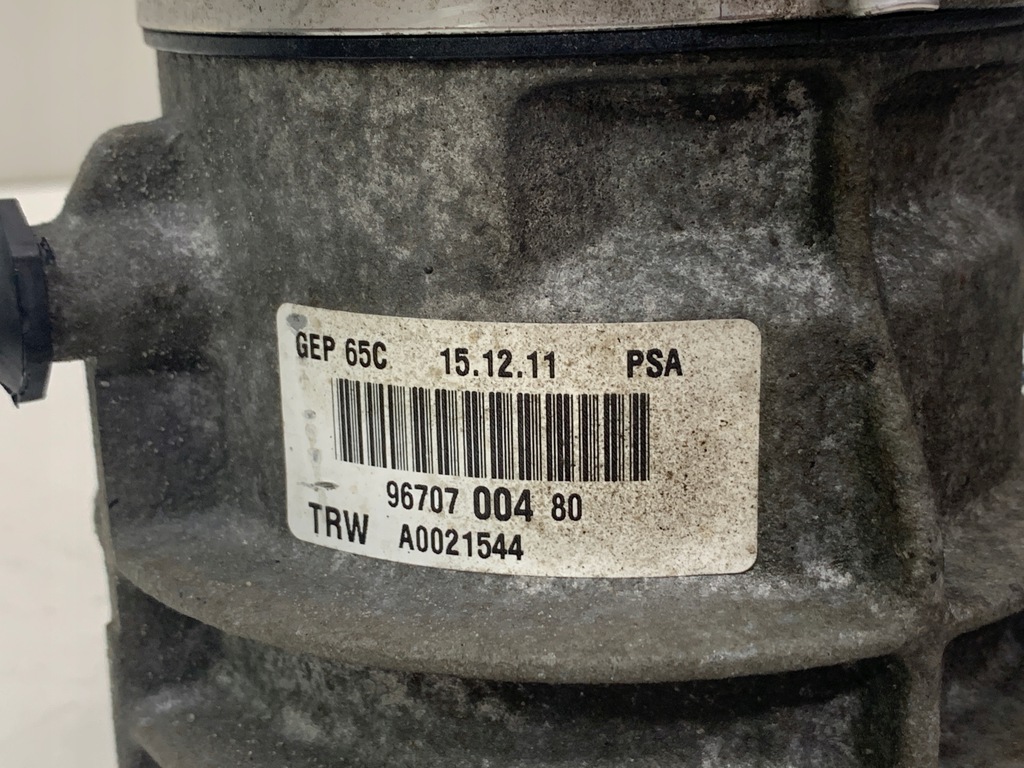 GEP 65C 15.12.11 PSA
96707 004 80
TRW A0021544